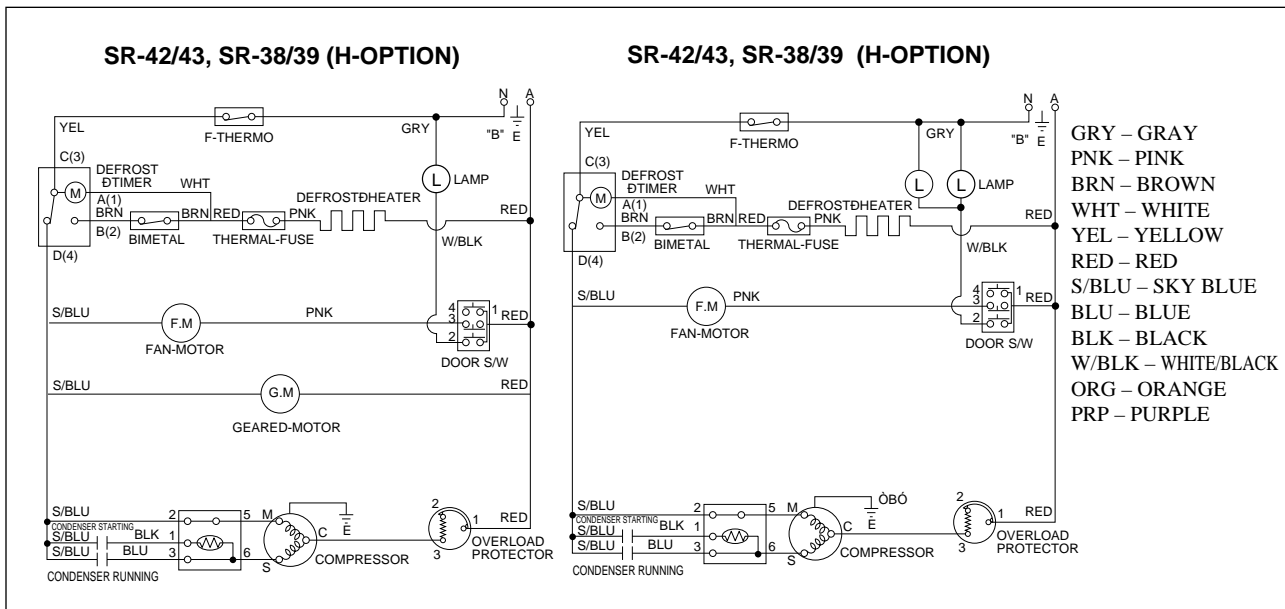 SR-42/43, SR-38/39 (H-OPTION)
N A
YEL
F-THERMO
GRY
"B" E
C(3)
DEFROST
ÐTIMER
M
A(1)
WHT
L
LAMP
DEFROSTÐHEATER
BRN
B(2)
BRN
RED
PNK
RED
BIMETAL
THERMAL-FUSE
W/BLK
D(4)
S/BLU
F.M
PNK
4
3
2
1
RED
FAN-MOTOR
DOOR S/W
S/BLU
G.M
RED
GEARED-MOTOR
S/BLU
2
5
M
E
2
1
RED
CONDENSER STARTING
S/BLU
BLK
1
C
OVERLOAD
PROTECTOR
S/BLU
BLU
3
6
S
3
COMPRESSOR
CONDENSER RUNNING
SR-42/43, SR-38/39 (H-OPTION)
N A
YEL
F-THERMO
GRY
"B" E
C(3)
DEFROST
ÐTIMER
M
A(1)
WHT
L
L
LAMP
DEFROSTÐHEATER
BRN
B(2)
BRN
RED
PNK
RED
BIMETAL
THERMAL-FUSE
W/BLK
D(4)
S/BLU
F.M
PNK
4
3
2
1
RED
FAN-MOTOR
DOOR S/W
S/BLU
2
5
M
ÒBÓ
E
2
1
RED
CONDENSER STARTING
S/BLU
BLK
1
C
OVERLOAD
PROTECTOR
S/BLU
BLU
3
6
S
3
COMPRESSOR
CONDENSER RUNNING
GRY – GRAY
PNK – PINK
BRN – BROWN
WHT – WHITE
YEL – YELLOW
RED – RED
S/BLU – SKY BLUE
BLU – BLUE
BLK – BLACK
W/BLK – WHITE/BLACK
ORG – ORANGE
PRP – PURPLE